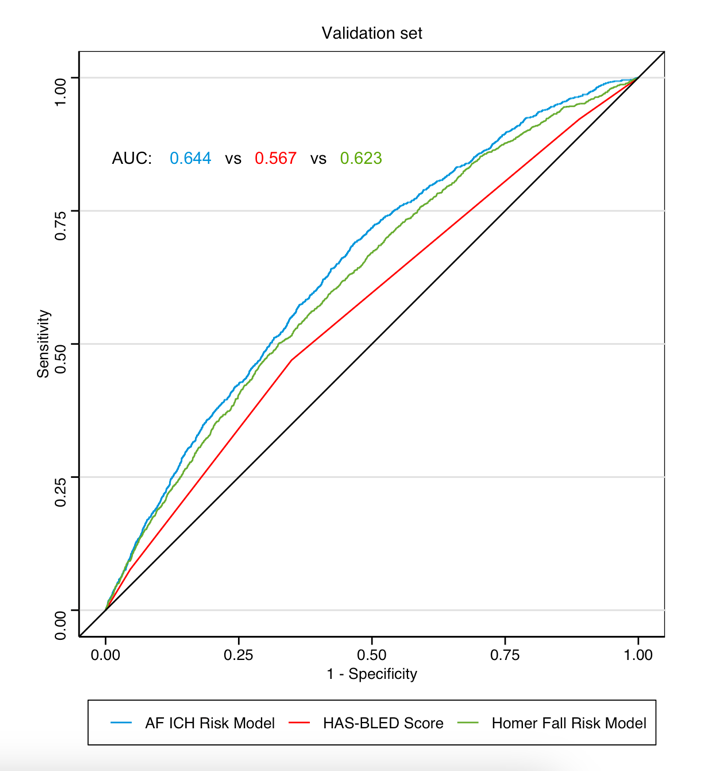 Validation set
AUC: 0.644 vs 0.567 vs 0.623
Sensitivity
1.00
0.75
0.50
0.25
0.00
0.00 0.25 0.50 0.75 1.00
1 - Specificity
AF ICH Risk Model HAS-BLED Score Homer Fall Risk Model